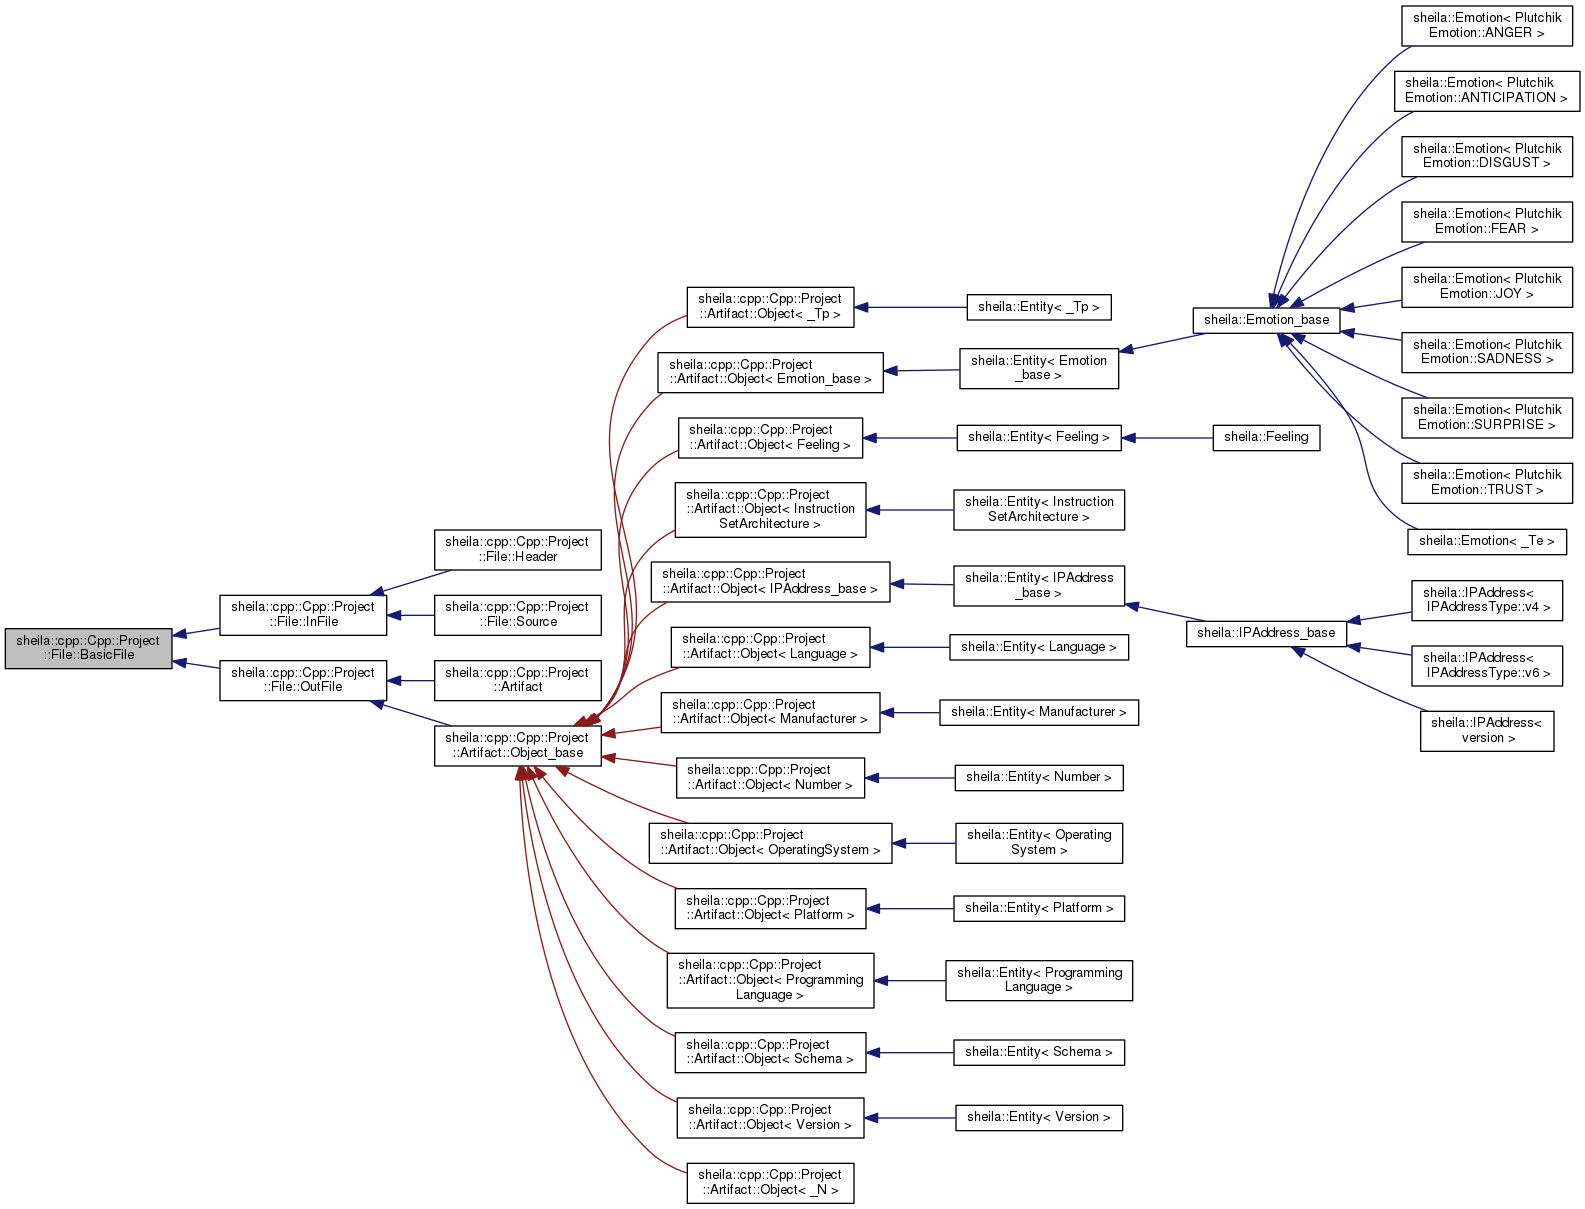 sheila::cpp::Cpp::Project
::File::BasicFile
sheila::cpp::Cpp::Project
::File::InFile
sheila::cpp::Cpp::Project
::File::OutFile
sheila::cpp::Cpp::Project
::File::Header
sheila::cpp::Cpp::Project
::File::Source
sheila::cpp::Cpp::Project
::Artifact
sheila::cpp::Cpp::Project
::Artifact::Object_base
sheila::cpp::Cpp::Project
::Artifact::Object< _Tp >
sheila::cpp::Cpp::Project
::Artifact::Object< Emotion_base >
sheila::cpp::Cpp::Project
::Artifact::Object< Feeling >
sheila::cpp::Cpp::Project
::Artifact::Object< Instruction
SetArchitecture >
sheila::cpp::Cpp::Project
::Artifact::Object< IPAddress_base >
sheila::cpp::Cpp::Project
::Artifact::Object< Language >
sheila::cpp::Cpp::Project
::Artifact::Object< Manufacturer >
sheila::cpp::Cpp::Project
::Artifact::Object< Number >
sheila::cpp::Cpp::Project
::Artifact::Object< OperatingSystem >
sheila::cpp::Cpp::Project
::Artifact::Object< Platform >
sheila::cpp::Cpp::Project
::Artifact::Object< Programming
Language >
sheila::cpp::Cpp::Project
::Artifact::Object< Schema >
sheila::cpp::Cpp::Project
::Artifact::Object< Version >
sheila::cpp::Cpp::Project
::Artifact::Object< _N >
sheila::Entity< _Tp >
sheila::Entity< Emotion
_base >
sheila::Entity< Feeling >
sheila::Entity< Instruction
SetArchitecture >
sheila::Entity< IPAddress
_base >
sheila::Entity< Language >
sheila::Entity< Manufacturer >
sheila::Entity< Number >
sheila::Entity< Operating
System >
sheila::Entity< Platform >
sheila::Entity< Programming
Language >
sheila::Entity< Schema >
sheila::Entity< Version >
sheila::Emotion_base
sheila::Feeling
sheila::IPAddress_base
sheila::Emotion< Plutchik
Emotion::ANGER >
sheila::Emotion< Plutchik
Emotion::ANTICIPATION >
sheila::Emotion< Plutchik
Emotion::DISGUST >
sheila::Emotion< Plutchik
Emotion::FEAR >
sheila::Emotion< Plutchik
Emotion::JOY >
sheila::Emotion< Plutchik
Emotion::SADNESS >
sheila::Emotion< Plutchik
Emotion::SURPRISE >
sheila::Emotion< Plutchik
Emotion::TRUST >
sheila::Emotion< _Te >
sheila::IPAddress<
IPAddressType::v4 >
sheila::IPAddress<
IPAddressType::v6 >
sheila::IPAddress<
version >